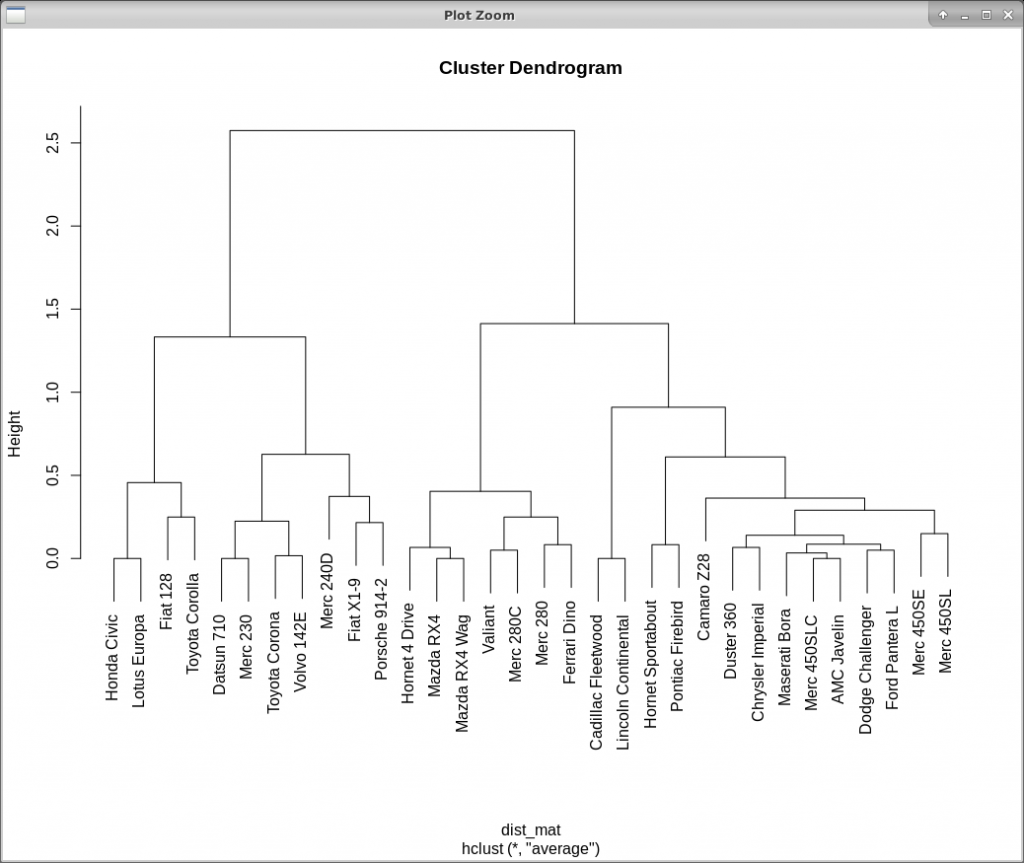 Plot Zoom
Cluster Dendrogram
2.5
2.0
1.5
1.0
0.5
0.0
Height
Honda Civic
Lotus Europa
Fiat 128
Toyota Corolla
Datsun 710
Merc 230
Toyota Corona
Volvo 142E
Merc 240D
Fiat X1-9
Porsche 914-2
Hornet 4 Drive
Mazda RX4
Mazda RX4 Wag
Valiant
Merc 280C
Merc 280
Ferrari Dino
Cadillac Fleetwood
Lincoln Continental
Hornet Sportabout
Pontiac Firebird
Camaro Z28
Duster 360
Chrysler Imperial
Maserati Bora
Merc 450SLC
AMC Javelin
Dodge Challenger
Ford Pantera L
Merc 450SE
Merc 450SL
dist_mat
hclust (*, "average")